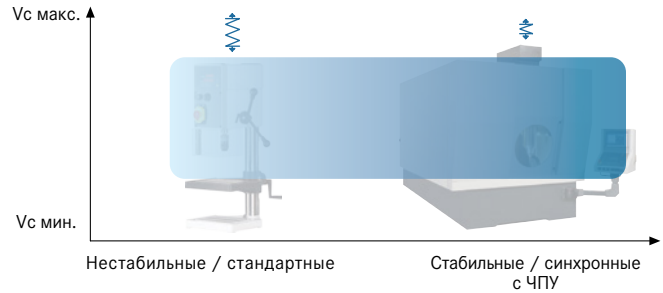 Vc макс.
Vc мин.
Нестабильные / стандартные
Стабильные / синхронные
с ЧПУ